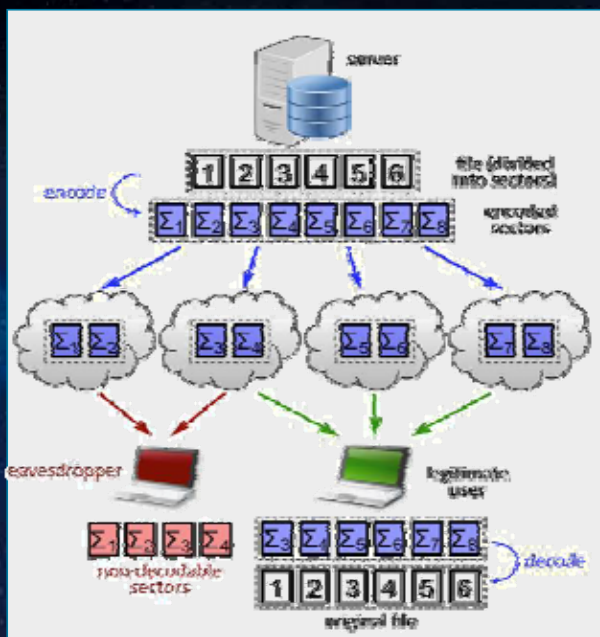 server
1 2 3 4 5 6
file (divided
into sectors)
encode
Σ1 Σ2 Σ3 Σ4 Σ5 Σ6 Σ7 Σ8
encoded
sectors
Σ1 Σ2
Σ3 Σ4
Σ5 Σ6
Σ7 Σ8
eavesdropper
legitimate
user
Σ1 Σ2 Σ3 Σ4
non-decodable
sectors
Σ3 Σ4 Σ5 Σ6 Σ7 Σ8
decode
1 2 3 4 5 6
original file